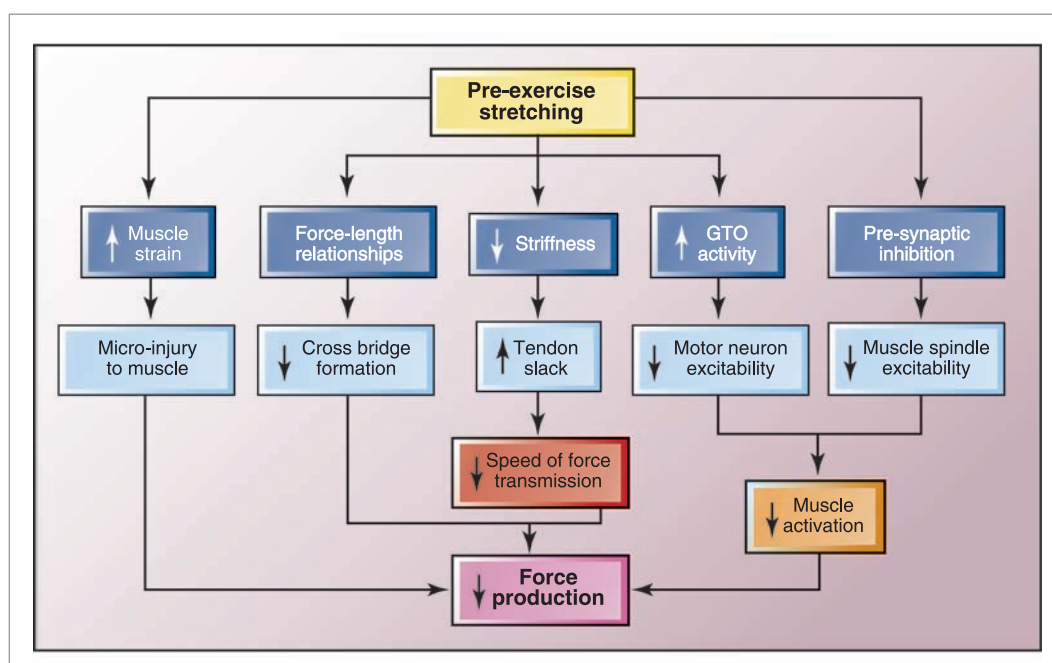 Pre-exercise
stretching
↑ Muscle
strain
Force-length
relationships
↓ Striffness
↑ GTO
activity
Pre-synaptic
inhibition
Micro-injury
to muscle
↓ Cross bridge
formation
↑ Tendon
slack
↓ Motor neuron
excitability
↓ Muscle spindle
excitability
↓ Speed of force
transmission
↓ Muscle
activation
↓ Force
production